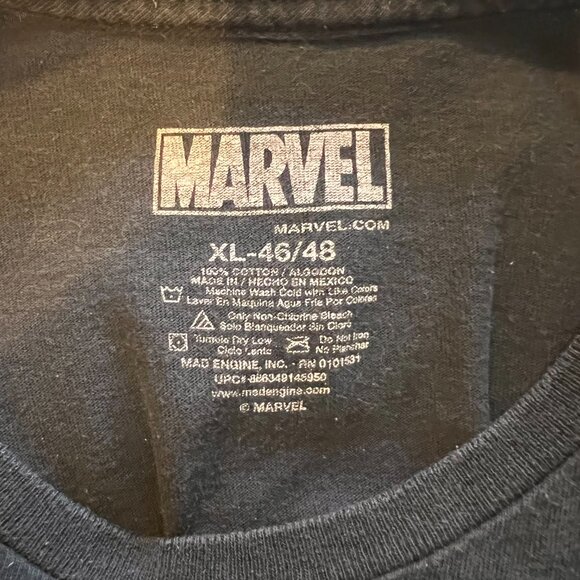 MARVEL
MARVEL.COM
XL-46/48
100% COTTON / ALGODON
MADE IN / HECHO EN MEXICO
Machine Wash Cold with Like Colors
Lavar En Maquina Agua Fria Por Colores
Only Non-Chlorine Bleach
Solo Blanqueador Sin Cloro
Tumble Dry Low Do Not Iron
Ciclo Lento No Planchar
MAD ENGINE, INC. · RN 0101531
UPC# 886349145950
www.madengine.com
© MARVEL